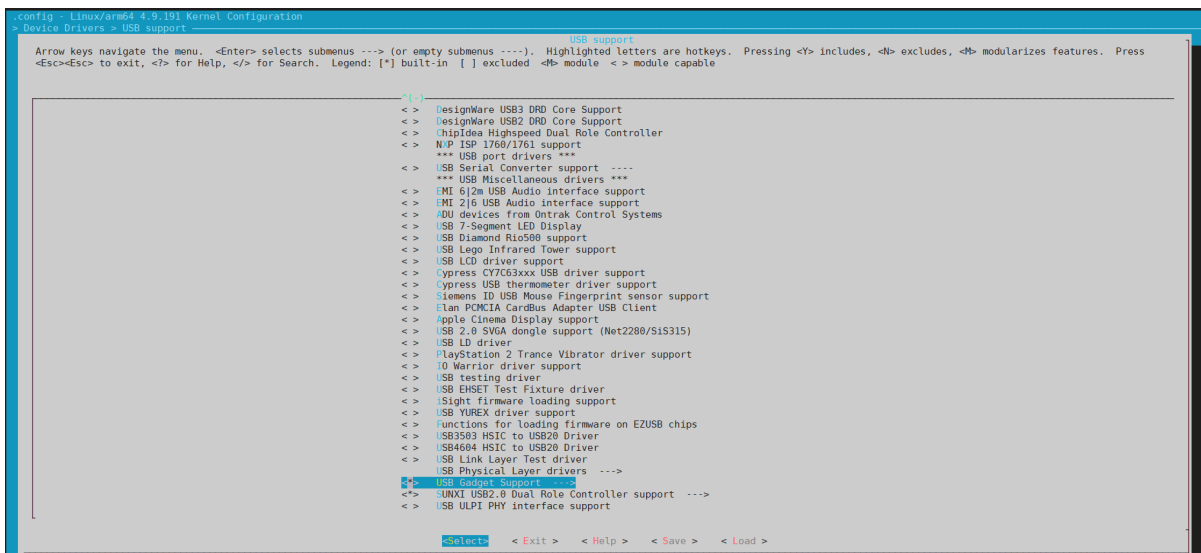 .config - Linux/arm64 4.9.191 Kernel Configuration
> Device Drivers > USB support
USB support
Arrow keys navigate the menu.  <Enter> selects submenus ---> (or empty submenus ----).  Highlighted letters are hotkeys.  Pressing <Y> includes, <N> excludes, <M> modularizes features.  Press
<Esc><Esc> to exit, <?> for Help, </> for Search.  Legend: [*] built-in  [ ] excluded  <M> module  < > module capable
^(-)
< >   DesignWare USB3 DRD Core Support
< >   DesignWare USB2 DRD Core Support
< >   ChipIdea Highspeed Dual Role Controller
< >   NXP ISP 1760/1761 support
*** USB port drivers ***
< >   USB Serial Converter support  ----
*** USB Miscellaneous drivers ***
< >   EMI 6|2m USB Audio interface support
< >   EMI 2|6 USB Audio interface support
< >   ADU devices from Ontrak Control Systems
< >   USB 7-Segment LED Display
< >   USB Diamond Rio500 support
< >   USB Lego Infrared Tower support
< >   USB LCD driver support
< >   Cypress CY7C63xxx USB driver support
< >   Cypress USB thermometer driver support
< >   Siemens ID USB Mouse Fingerprint sensor support
< >   Elan PCMCIA CardBus Adapter USB Client
< >   Apple Cinema Display support
< >   USB 2.0 SVGA dongle support (Net2280/SiS315)
< >   USB LD driver
< >   PlayStation 2 Trance Vibrator driver support
< >   IO Warrior driver support
< >   USB testing driver
< >   USB EHSET Test Fixture driver
< >   iSight firmware loading support
< >   USB YUREX driver support
< >   Functions for loading firmware on EZUSB chips
< >   USB3503 HSIC to USB20 Driver
< >   USB4604 HSIC to USB20 Driver
< >   USB Link Layer Test driver
USB Physical Layer drivers  --->
<*>   USB Gadget Support  --->
<*>   SUNXI USB2.0 Dual Role Controller support  --->
< >   USB ULPI PHY interface support
<Select>    < Exit >    < Help >    < Save >    < Load >